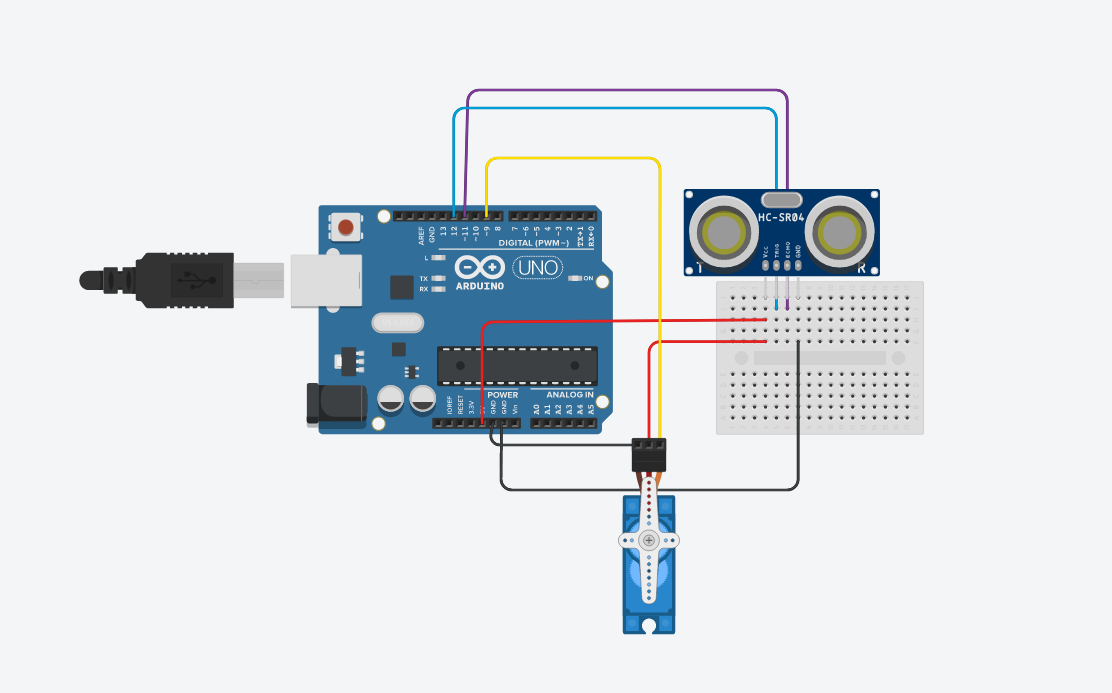 HC-SR04
VCC
TRIG
ECHO
GND
T
R
AREF
GND
13
12
~11
~10
~9
8
7
~6
~5
4
~3
2
TX→1
RX←0
DIGITAL (PWM~)
L
TX
RX
ARDUINO
UNO
ON
POWER
ANALOG IN
IOREF
RESET
3.3V
GND
GND
Vin
A0
A1
A2
A3
A4
A5